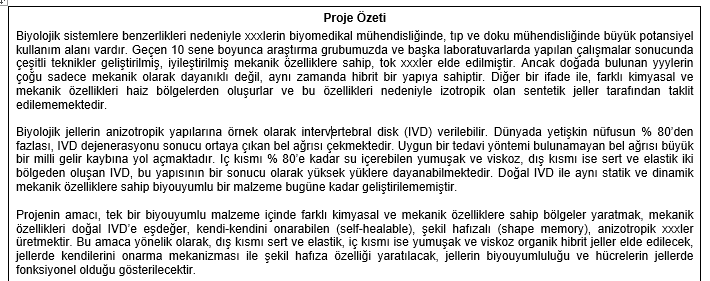 Proje Özeti
Biyolojik sistemlere benzerlikleri nedeniyle xxxlerin biyomedikal mühendisliğinde, tıp ve doku mühendisliğinde büyük potansiyel
kullanım alanı vardır. Geçen 10 sene boyunca araştırma grubumuzda ve başka laboratuvarlarda yapılan çalışmalar sonucunda
çeşitli teknikler geliştirilmiş, iyileştirilmiş mekanik özelliklere sahip, tok xxxler elde edilmiştir. Ancak doğada bulunan yyylerin
çoğu sadece mekanik olarak dayanıklı değil, aynı zamanda hibrit bir yapıya sahiptir. Diğer bir ifade ile, farklı kimyasal ve
mekanik özellikleri haiz bölgelerden oluşurlar ve bu özellikleri nedeniyle izotropik olan sentetik jeller tarafından taklit
edilememektedir.
Biyolojik jellerin anizotropik yapılarına örnek olarak intervertebral disk (IVD) verilebilir. Dünyada yetişkin nüfusun % 80'den
fazlası, IVD dejenerasyonu sonucu ortaya çıkan bel ağrısı çekmektedir. Uygun bir tedavi yöntemi bulunamayan bel ağrısı büyük
bir milli gelir kaybına yol açmaktadır. İç kısmı % 80'e kadar su içerebilen yumuşak ve viskoz, dış kısmı ise sert ve elastik iki
bölgeden oluşan IVD, bu yapısının bir sonucu olarak yüksek yüklere dayanabilmektedir. Doğal IVD ile aynı statik ve dinamik
mekanik özelliklere sahip biyouyumlu bir malzeme bugüne kadar geliştirilememiştir.
Projenin amacı, tek bir biyouyumlu malzeme içinde farklı kimyasal ve mekanik özelliklere sahip bölgeler yaratmak, mekanik
özellikleri doğal IVD'e eşdeğer, kendi-kendini onarabilen (self-healable), şekil hafızalı (shape memory), anizotropik xxxler
üretmektir. Bu amaca yönelik olarak, dış kısmı sert ve elastik, iç kısmı ise yumuşak ve viskoz organik hibrit jeller elde edilecek,
jellerde kendilerini onarma mekanizması ile şekil hafıza özelliği yaratılacak, jellerin biyouyumluluğu ve hücrelerin jellerde
fonksiyonel olduğu gösterilecektir.